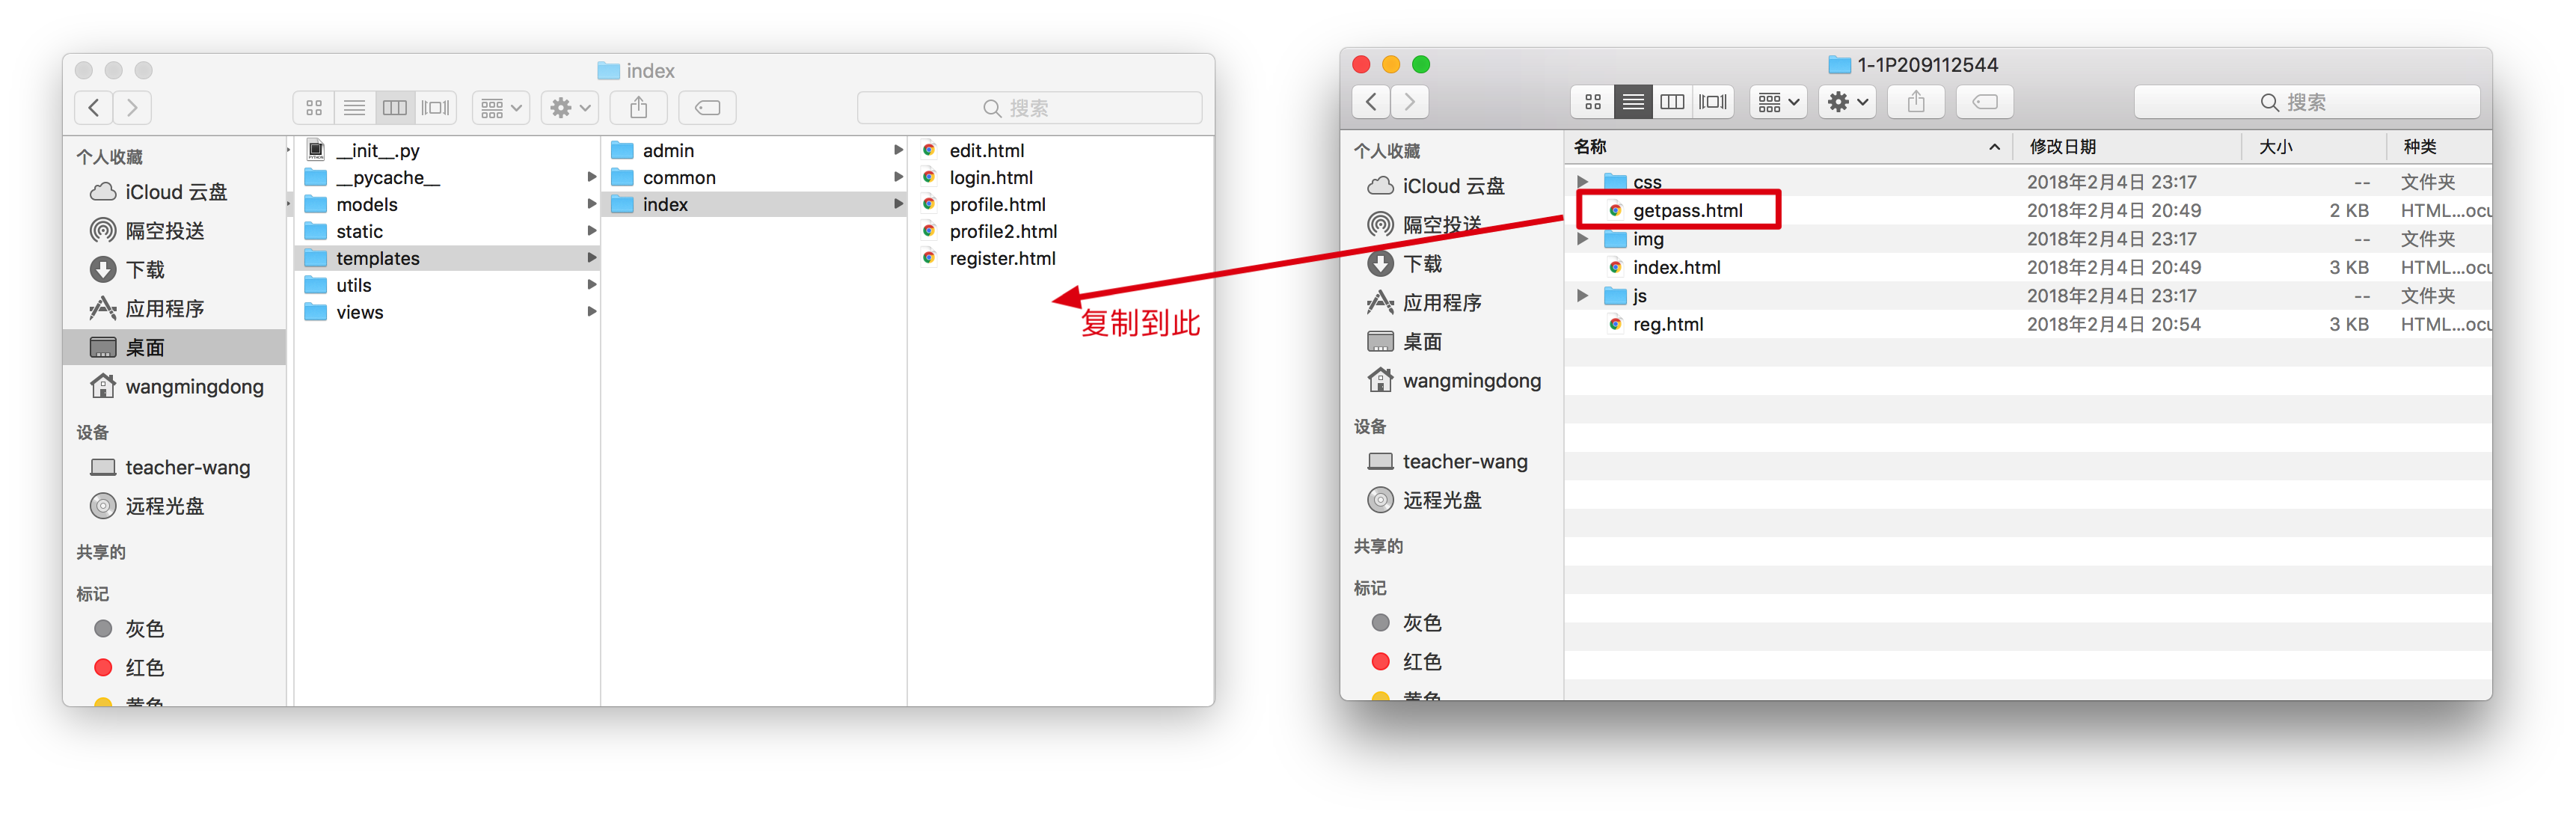 index
搜索
个人收藏
iCloud 云盘
隔空投送
下载
应用程序
桌面
wangmingdong
设备
teacher-wang
远程光盘
共享的
标记
灰色
红色
黄色
__init__.py
__pycache__
models
static
templates
utils
views
admin
common
index
edit.html
login.html
profile.html
profile2.html
register.html
复制到此
1-1P209112544
搜索
个人收藏
iCloud 云盘
隔空投送
下载
应用程序
桌面
wangmingdong
设备
teacher-wang
远程光盘
共享的
标记
灰色
红色
黄色
名称 修改日期 大小 种类
css 2018年2月4日 23:17 -- 文件夹
getpass.html 2018年2月4日 20:49 2 KB HTML...ocu
img 2018年2月4日 23:17 -- 文件夹
index.html 2018年2月4日 20:49 3 KB HTML...ocu
js 2018年2月4日 23:17 -- 文件夹
reg.html 2018年2月4日 20:54 3 KB HTML...ocu